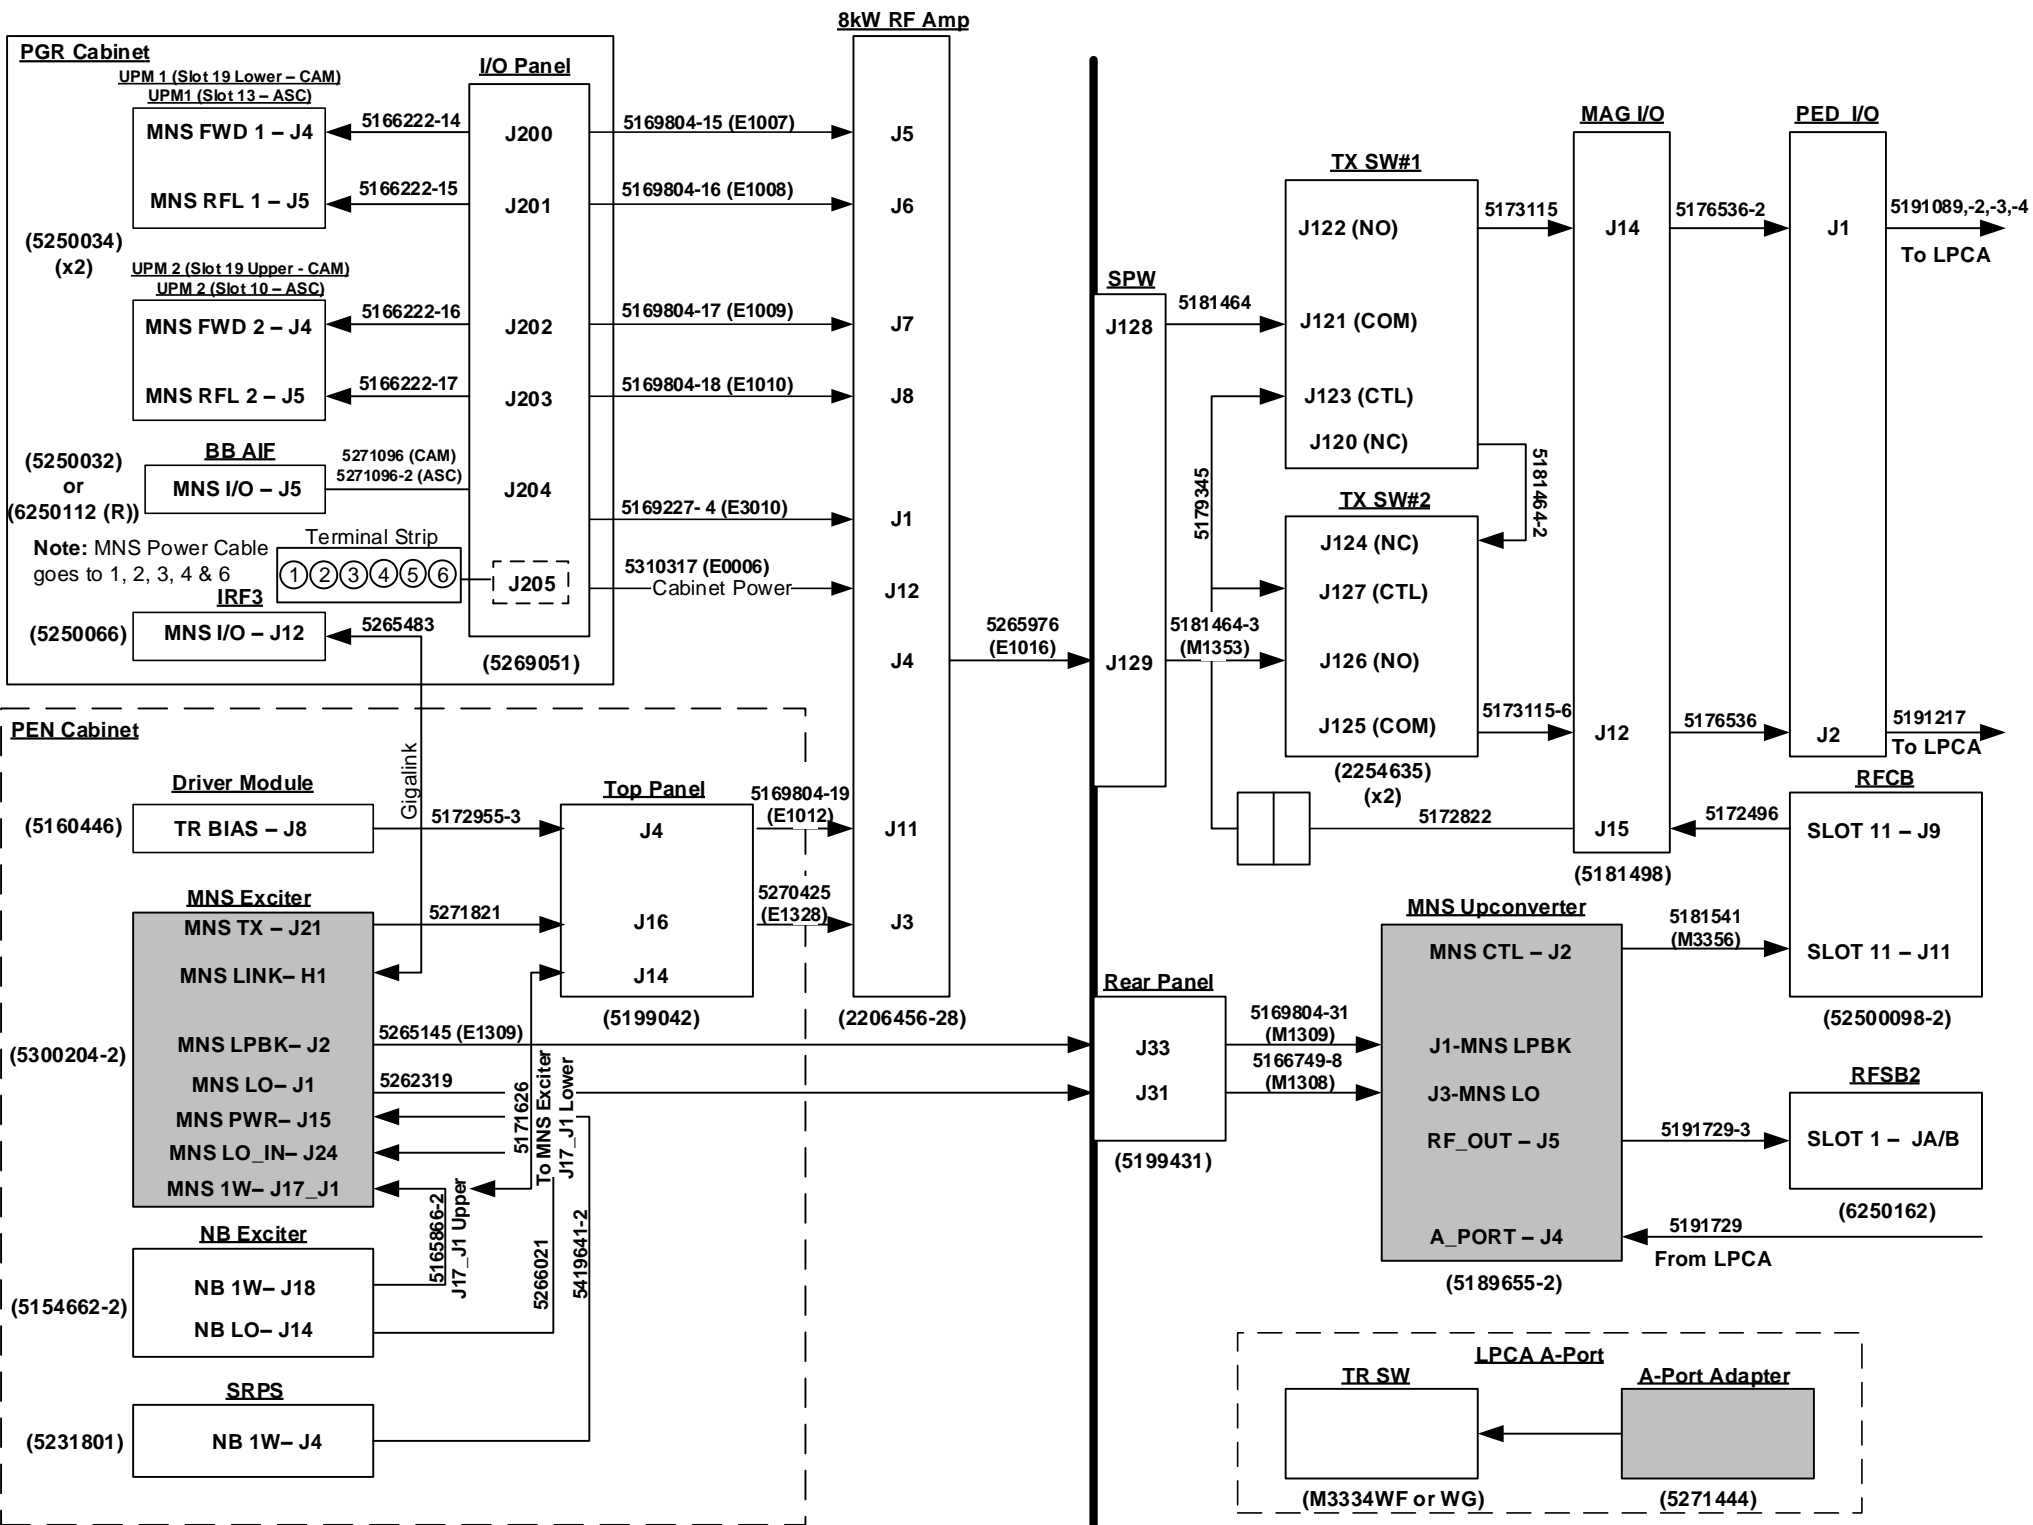 8kW RF Amp
PGR Cabinet
UPM 1 (Slot 19 Lower – CAM)
UPM1 (Slot 13 – ASC)
MNS FWD 1 – J4
MNS RFL 1 – J5
(5250034)
(x2)
UPM 2 (Slot 19 Upper - CAM)
UPM 2 (Slot 10 – ASC)
MNS FWD 2 – J4
MNS RFL 2 – J5
BB AIF
(5250032)
or
(6250112 (R))
MNS I/O – J5
5271096 (CAM)
5271096-2 (ASC)
Note: MNS Power Cable
goes to 1, 2, 3, 4 & 6
Terminal Strip
1 2 3 4 5 6
IRF3
(5250066)
MNS I/O – J12
5265483
5166222-14
5166222-15
5166222-16
5166222-17
I/O Panel
J200
J201
J202
J203
J204
J205
(5269051)
5169804-15 (E1007)
5169804-16 (E1008)
5169804-17 (E1009)
5169804-18 (E1010)
5169227- 4 (E3010)
5310317 (E0006)
Cabinet Power
J5
J6
J7
J8
J1
J12
J4
J11
J3
(2206456-28)
5265976
(E1016)
PEN Cabinet
Gigalink
Driver Module
(5160446)
TR BIAS – J8
5172955-3
Top Panel
J4
J16
J14
(5199042)
5169804-19
(E1012)
5270425
(E1328)
MNS Exciter
MNS TX – J21
5271821
MNS LINK– H1
(5300204-2)
MNS LPBK– J2
5265145 (E1309)
MNS LO– J1
5262319
MNS PWR– J15
MNS LO_IN– J24
MNS 1W– J17_J1
5171626
To MNS Exciter
J17_J1 Lower
5165866-2
J17_J1 Upper
5266021
5419641-2
NB Exciter
(5154662-2)
NB 1W– J18
NB LO– J14
SRPS
(5231801)
NB 1W– J4
SPW
J128
J129
5181464
5181464-3
(M1353)
5179345
TX SW#1
J122 (NO)
J121 (COM)
J123 (CTL)
J120 (NC)
5181464-2
TX SW#2
J124 (NC)
J127 (CTL)
J126 (NO)
J125 (COM)
(2254635)
(x2)
5173115
5173115-6
5172822
MAG I/O
J14
J12
J15
(5181498)
5176536-2
5176536
PED  I/O
J1
J2
5191089,-2,-3,-4
To LPCA
5191217
To LPCA
RFCB
5172496
SLOT 11 – J9
SLOT 11 – J11
(52500098-2)
Rear Panel
J33
J31
(5199431)
5169804-31
(M1309)
5166749-8
(M1308)
MNS Upconverter
MNS CTL – J2
J1-MNS LPBK
J3-MNS LO
RF_OUT – J5
A_PORT – J4
(5189655-2)
5181541
(M3356)
5191729-3
RFSB2
SLOT 1 – JA/B
(6250162)
5191729
From LPCA
LPCA A-Port
TR SW
A-Port Adapter
(M3334WF or WG)
(5271444)